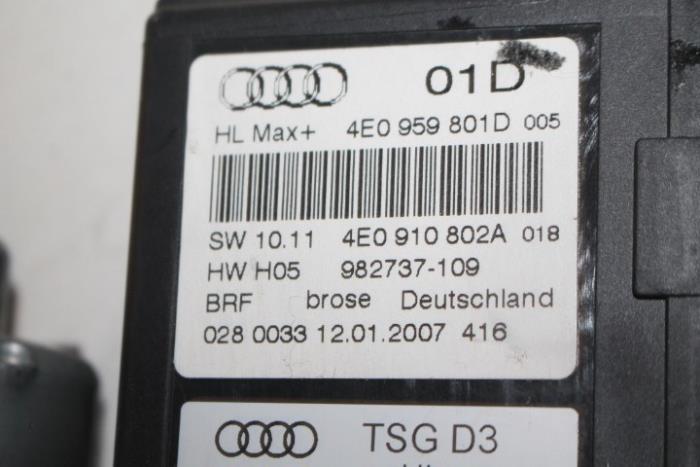 01D
HL Max+ 4E0 959 801D 005
SW 10.11 4E0 910 802A 018
HW H05 982737-109
BRF brose Deutschland
028 0033 12.01.2007 416
TSG D3